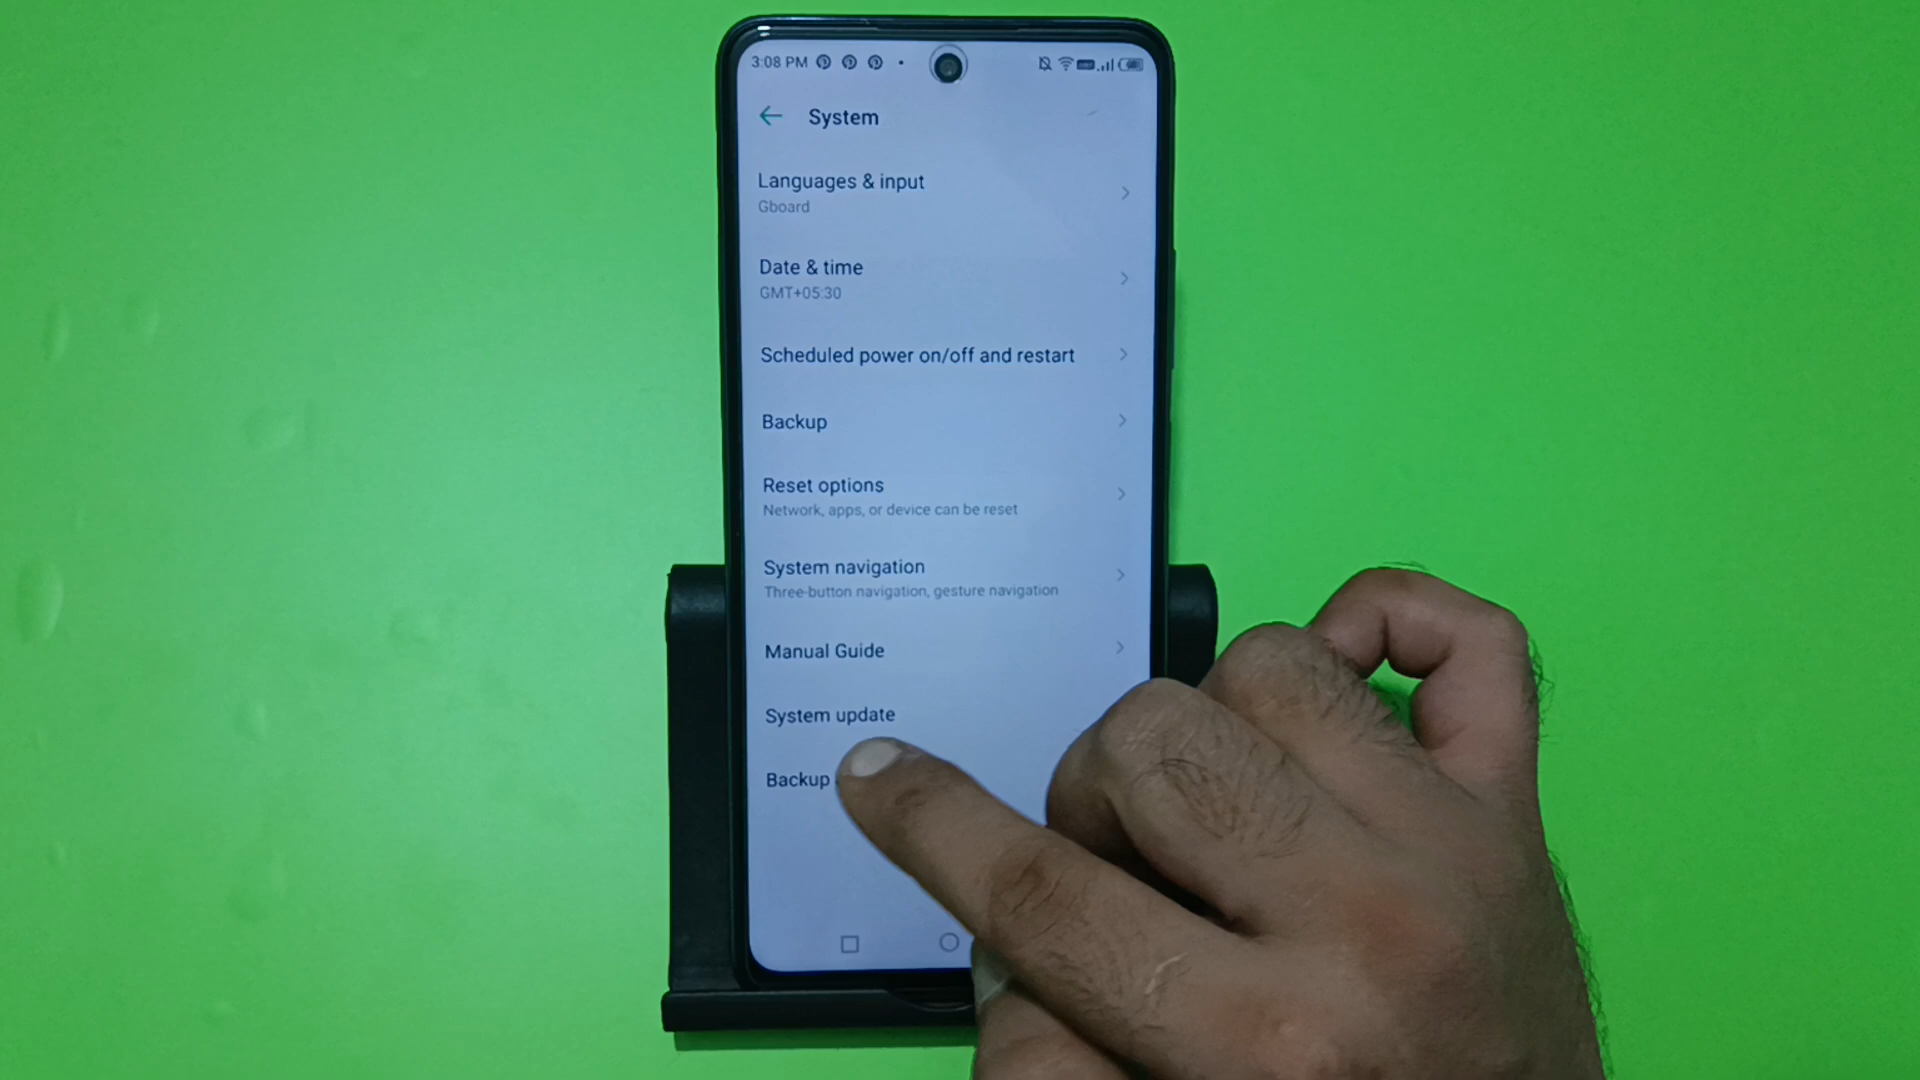 3:08 PM
System
Languages & input
Gboard
Date & time
GMT+05:30
Scheduled power on/off and restart
Backup
Reset options
Network, apps, or device can be reset
System navigation
Three-button navigation, gesture navigation
Manual Guide
System update
Backup